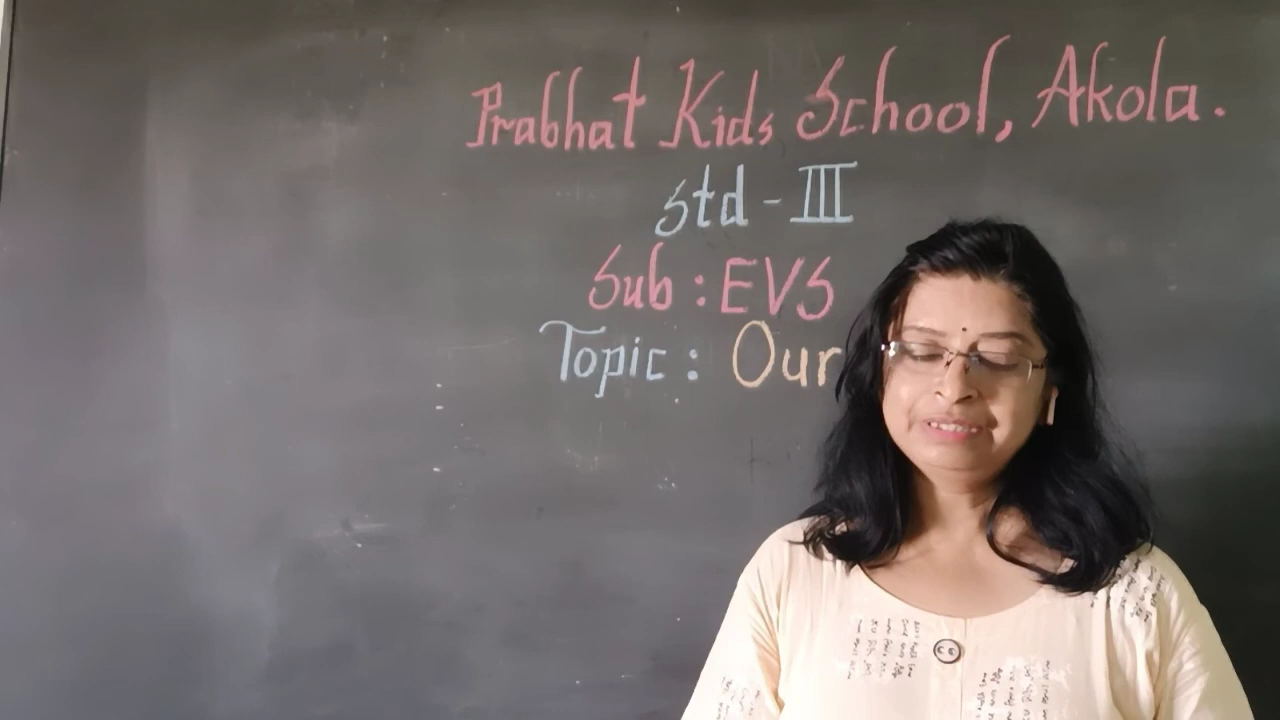 Prabhat Kids School, Akola.
Std - III
Sub : EVS
Topic : Our